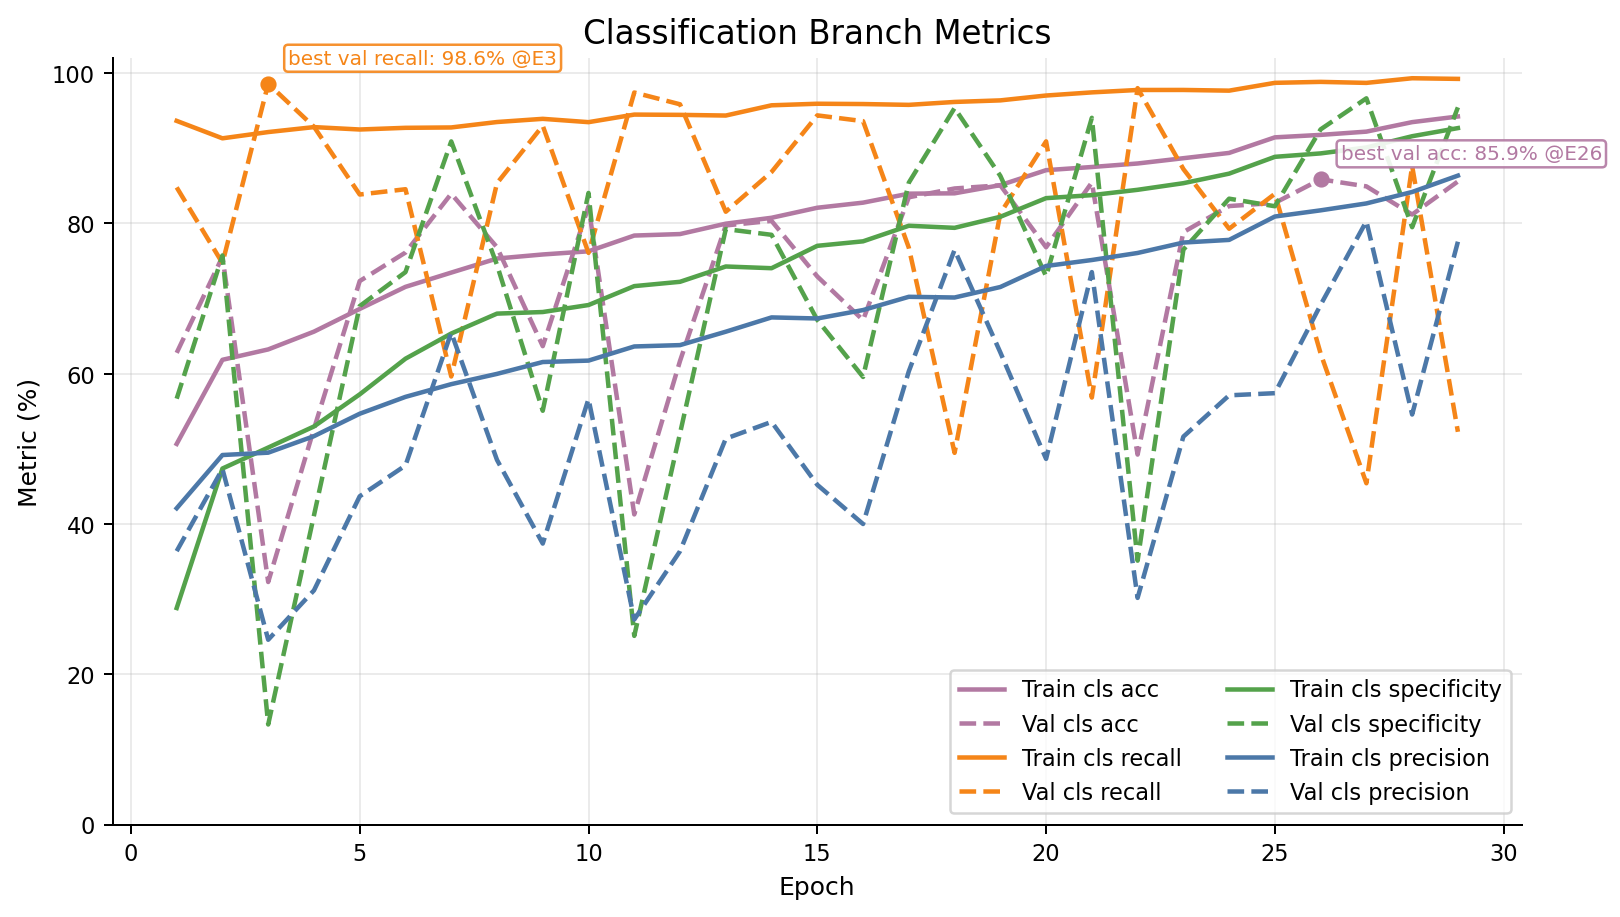 Classification Branch Metrics
best val recall: 98.6% @E3
best val acc: 85.9% @E26
Metric (%)
100
80
60
40
20
0
0
5
10
15
20
25
30
Epoch
Train cls acc
Val cls acc
Train cls recall
Val cls recall
Train cls specificity
Val cls specificity
Train cls precision
Val cls precision